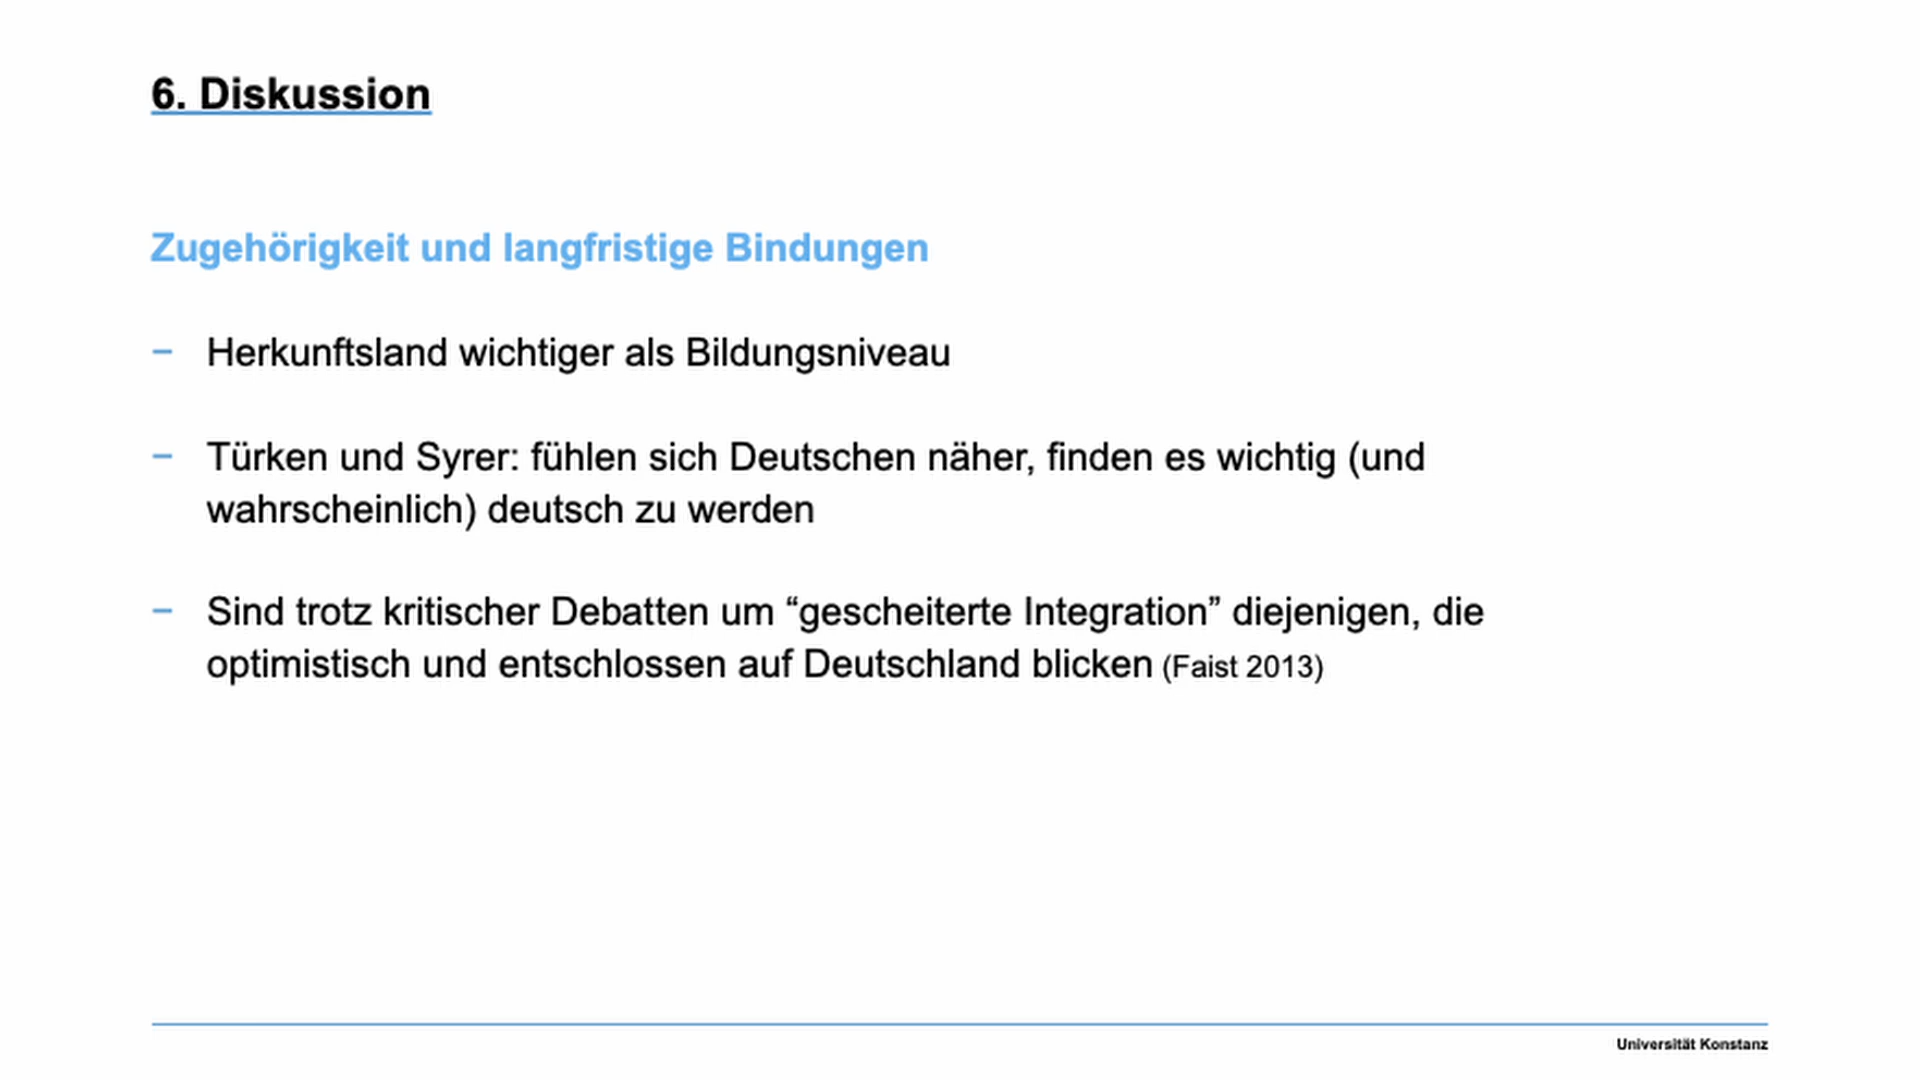 6. Diskussion
Zugehörigkeit und langfristige Bindungen
– Herkunftsland wichtiger als Bildungsniveau
– Türken und Syrer: fühlen sich Deutschen näher, finden es wichtig (und
wahrscheinlich) deutsch zu werden
– Sind trotz kritischer Debatten um “gescheiterte Integration” diejenigen, die
optimistisch und entschlossen auf Deutschland blicken (Faist 2013)
Universität Konstanz